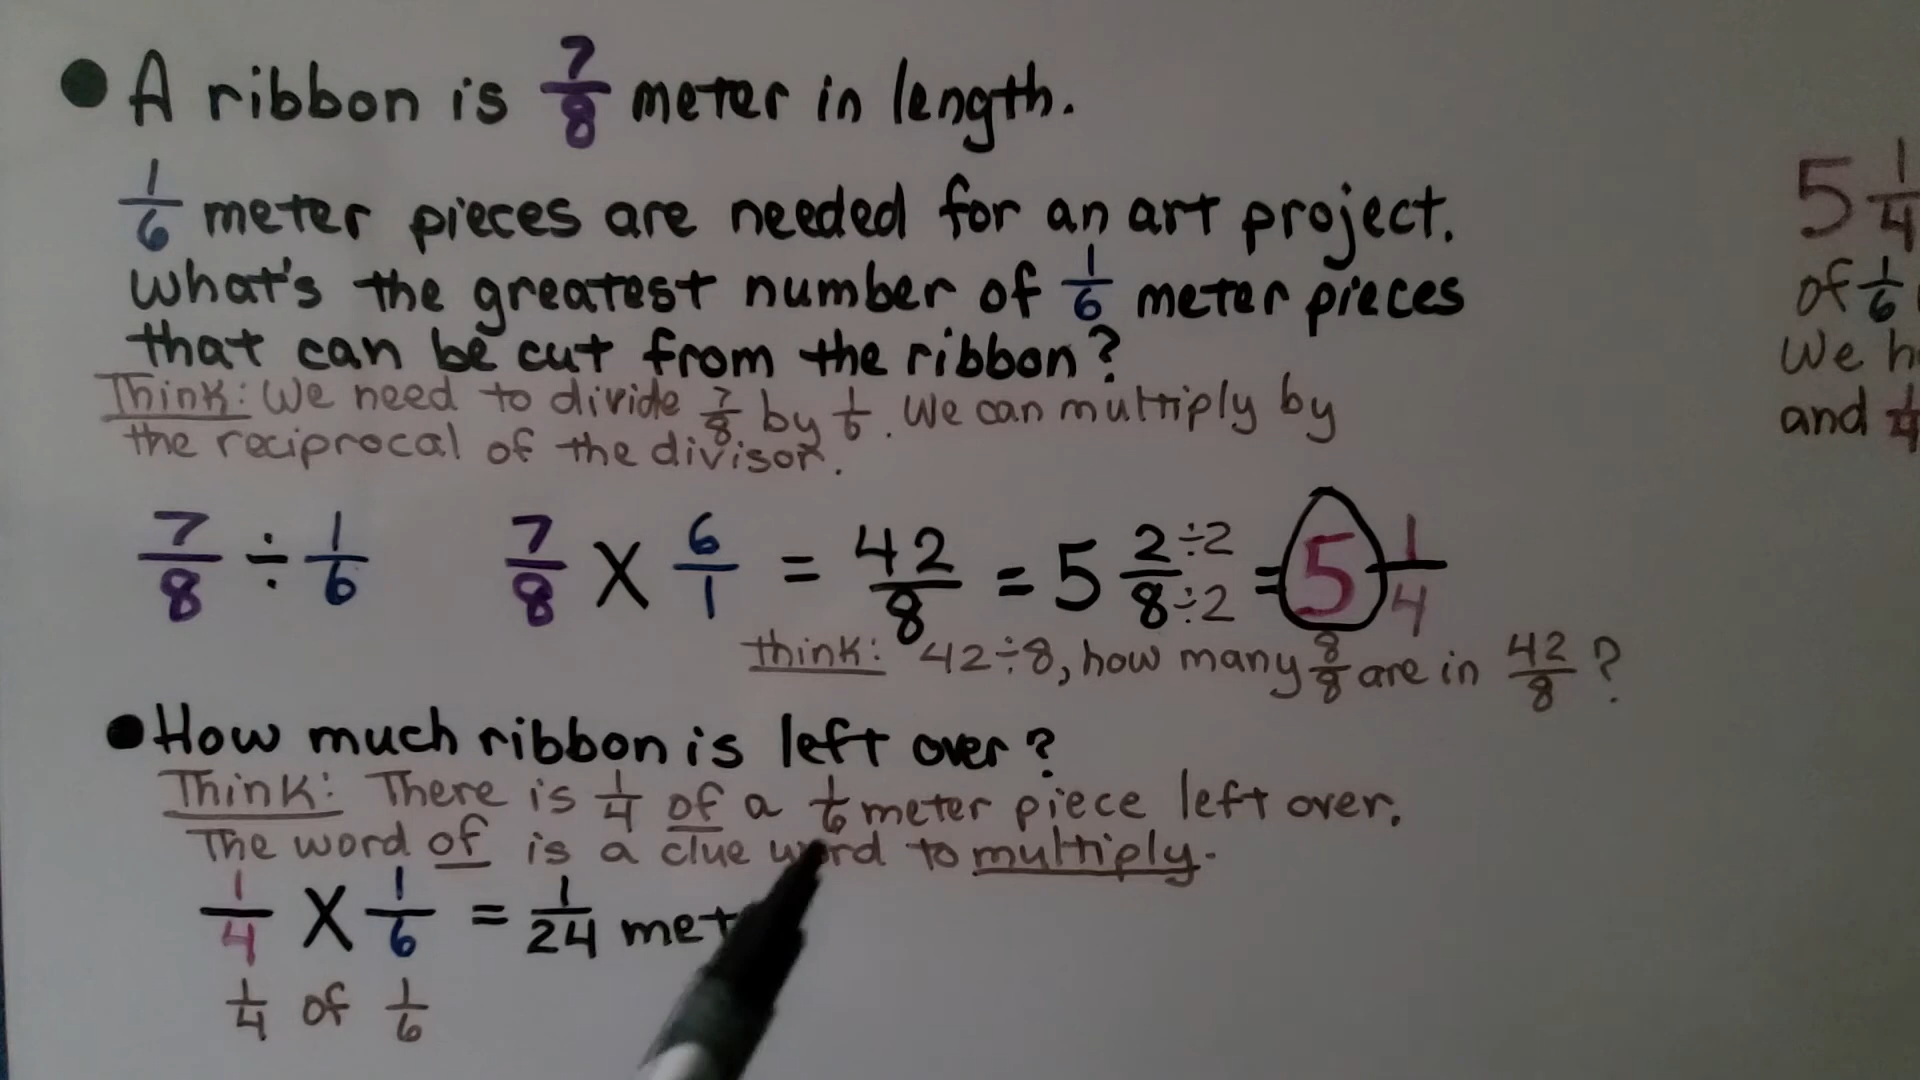 ● A ribbon is 7/8 meter in length.
1/6 meter pieces are needed for an art project.
What's the greatest number of 1/6 meter pieces
that can be cut from the ribbon?
Think: We need to divide 7/8 by 1/6. We can multiply by
the reciprocal of the divisor.
7/8 ÷ 1/6 7/8 X 6/1 = 42/8 = 5 2÷2/8÷2 = 5 1/4
Think: 42÷8, how many 8/8 are in 42/8?
● How much ribbon is left over?
Think: There is 1/4 of a 1/6 meter piece left over.
The word of is a clue word to multiply.
1/4 X 1/6 = 1/24 met
1/4 of 1/6
5 1/4
of 1/6
We h
and